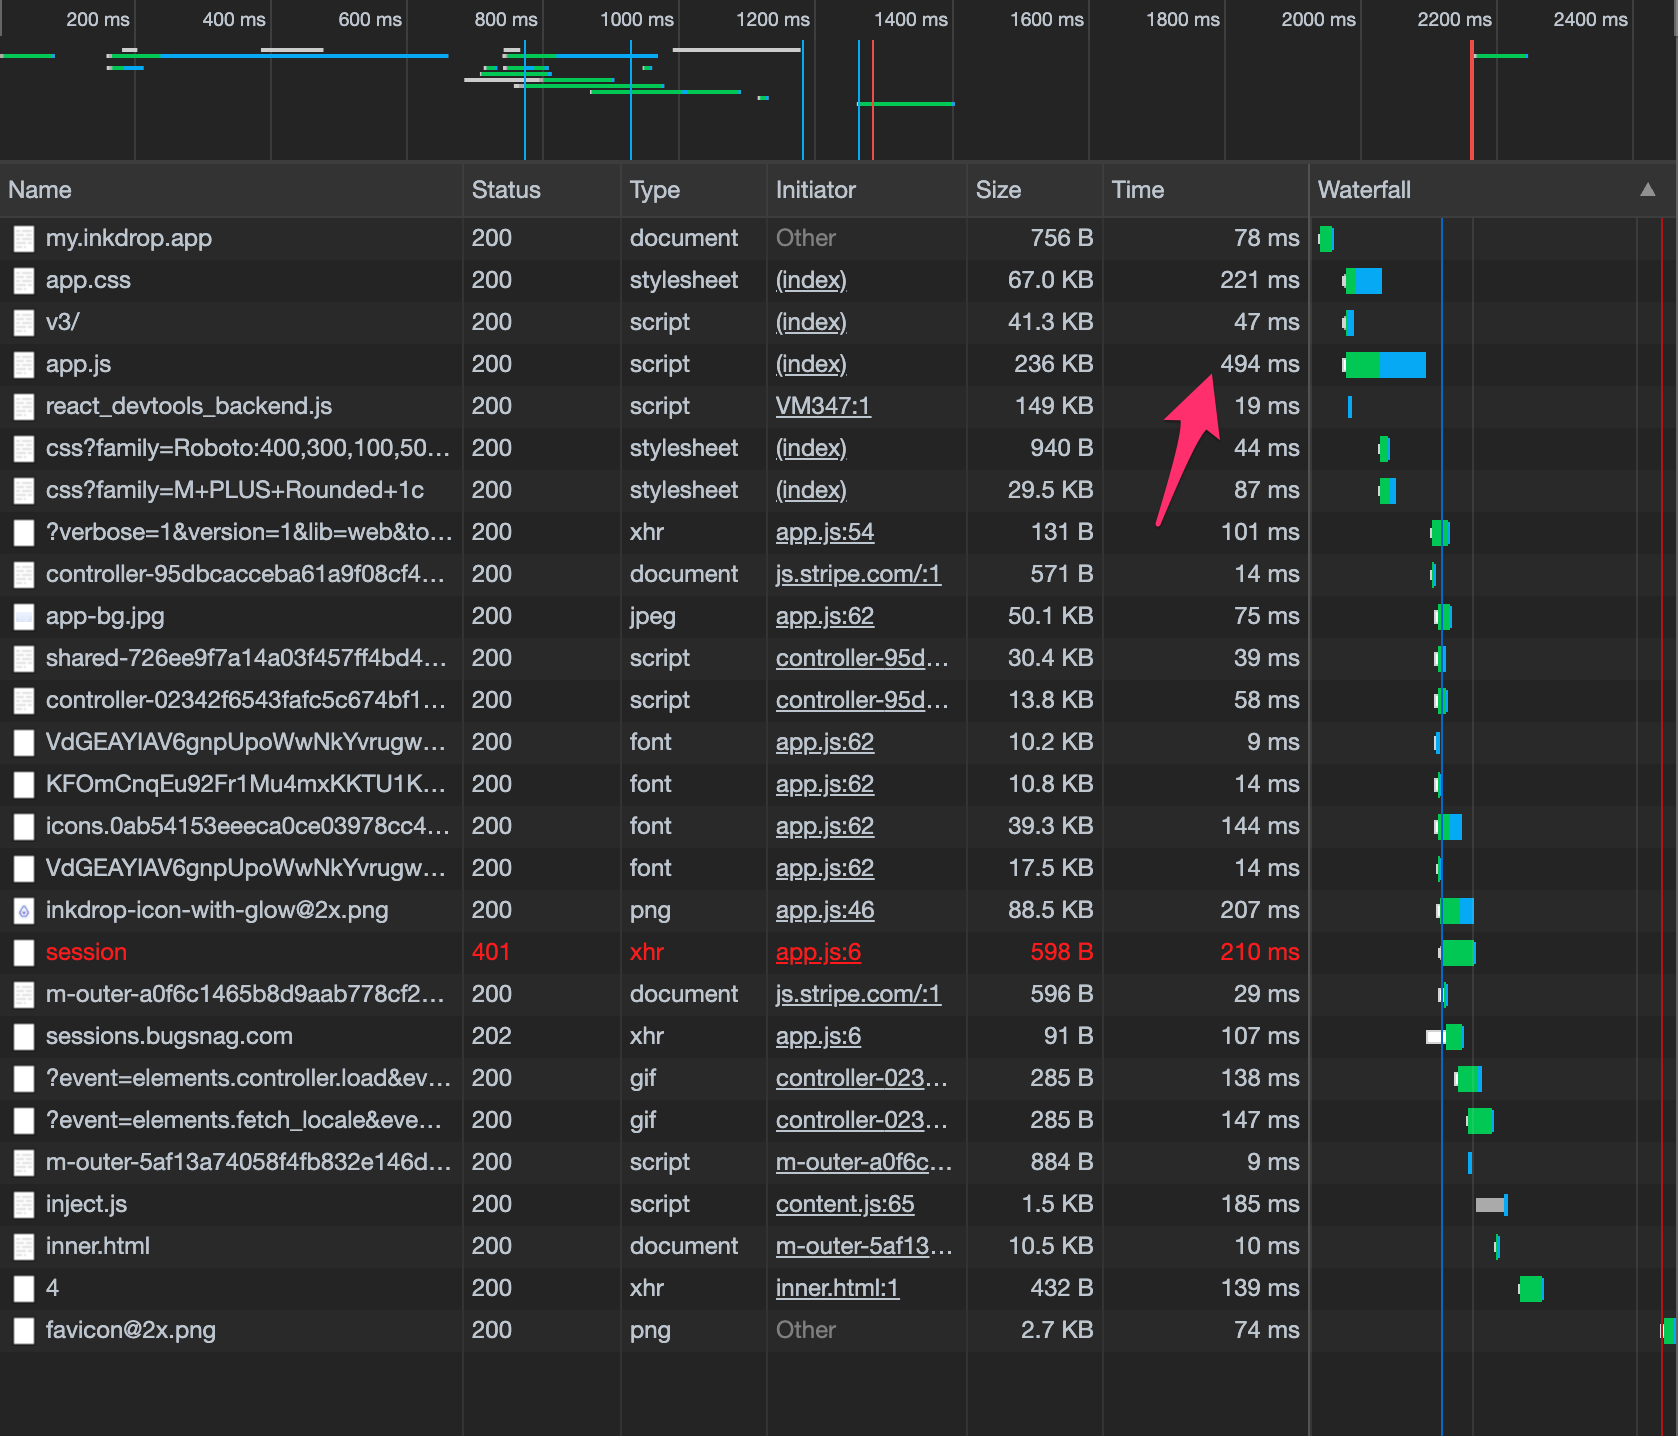 200 ms 400 ms 600 ms 800 ms 1000 ms 1200 ms 1400 ms 1600 ms 1800 ms 2000 ms 2200 ms 2400 ms
Name Status Type Initiator Size Time Waterfall ▲
my.inkdrop.app 200 document Other 756 B 78 ms
app.css 200 stylesheet (index) 67.0 KB 221 ms
v3/ 200 script (index) 41.3 KB 47 ms
app.js 200 script (index) 236 KB 494 ms
react_devtools_backend.js 200 script VM347:1 149 KB 19 ms
css?family=Roboto:400,300,100,50... 200 stylesheet (index) 940 B 44 ms
css?family=M+PLUS+Rounded+1c 200 stylesheet (index) 29.5 KB 87 ms
?verbose=1&version=1&lib=web&to... 200 xhr app.js:54 131 B 101 ms
controller-95dbcacceba61a9f08cf4... 200 document js.stripe.com/:1 571 B 14 ms
app-bg.jpg 200 jpeg app.js:62 50.1 KB 75 ms
shared-726ee9f7a14a03f457ff4bd4... 200 script controller-95d... 30.4 KB 39 ms
controller-02342f6543fafc5c674bf1... 200 script controller-95d... 13.8 KB 58 ms
VdGEAYIAV6gnpUpoWwNkYvrugw... 200 font app.js:62 10.2 KB 9 ms
KFOmCnqEu92Fr1Mu4mxKKTU1K... 200 font app.js:62 10.8 KB 14 ms
icons.0ab54153eeeca0ce03978cc4... 200 font app.js:62 39.3 KB 144 ms
VdGEAYIAV6gnpUpoWwNkYvrugw... 200 font app.js:62 17.5 KB 14 ms
inkdrop-icon-with-glow@2x.png 200 png app.js:46 88.5 KB 207 ms
session 401 xhr app.js:6 598 B 210 ms
m-outer-a0f6c1465b8d9aab778cf2... 200 document js.stripe.com/:1 596 B 29 ms
sessions.bugsnag.com 202 xhr app.js:6 91 B 107 ms
?event=elements.controller.load&ev... 200 gif controller-023... 285 B 138 ms
?event=elements.fetch_locale&eve... 200 gif controller-023... 285 B 147 ms
m-outer-5af13a74058f4fb832e146d... 200 script m-outer-a0f6c... 884 B 9 ms
inject.js 200 script content.js:65 1.5 KB 185 ms
inner.html 200 document m-outer-5af13... 10.5 KB 10 ms
4 200 xhr inner.html:1 432 B 139 ms
favicon@2x.png 200 png Other 2.7 KB 74 ms